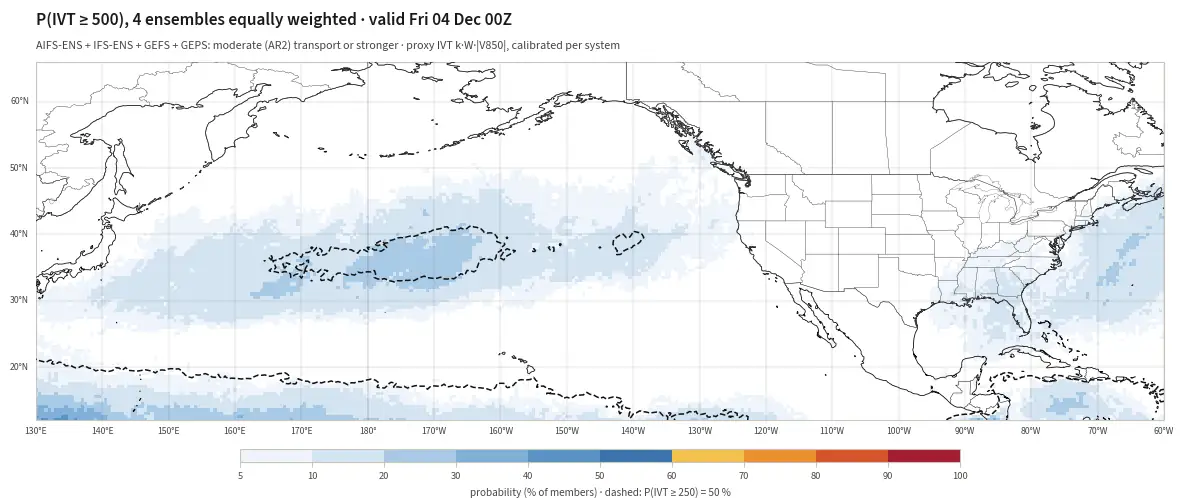 P(IVT ≥ 500), 4 ensembles equally weighted · valid Fri 04 Dec 00Z
AIFS-ENS + IFS-ENS + GEFS + GEPS: moderate (AR2) transport or stronger · proxy IVT k·W·|V850|, calibrated per system
60°N
50°N
40°N
30°N
20°N
130°E 140°E 150°E 160°E 170°E 180° 170°W 160°W 150°W 140°W 130°W 120°W 110°W 100°W 90°W 80°W 70°W 60°W
5 10 20 30 40 50 60 70 80 90 100
probability (% of members) · dashed: P(IVT ≥ 250) = 50 %